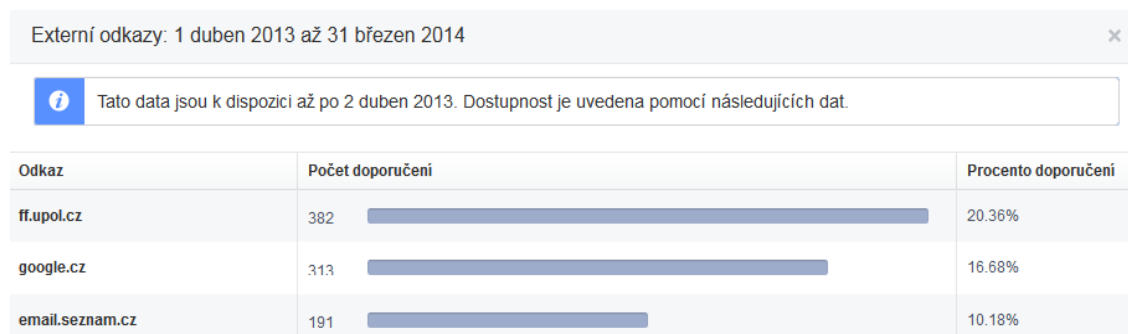 Externí odkazy: 1 duben 2013 až 31 březen 2014
Tato data jsou k dispozici až po 2 duben 2013. Dostupnost je uvedena pomocí následujících dat.
Odkaz Počet doporučení Procento doporučení
ff.upol.cz 382 20.36%
google.cz 313 16.68%
email.seznam.cz 191 10.18%